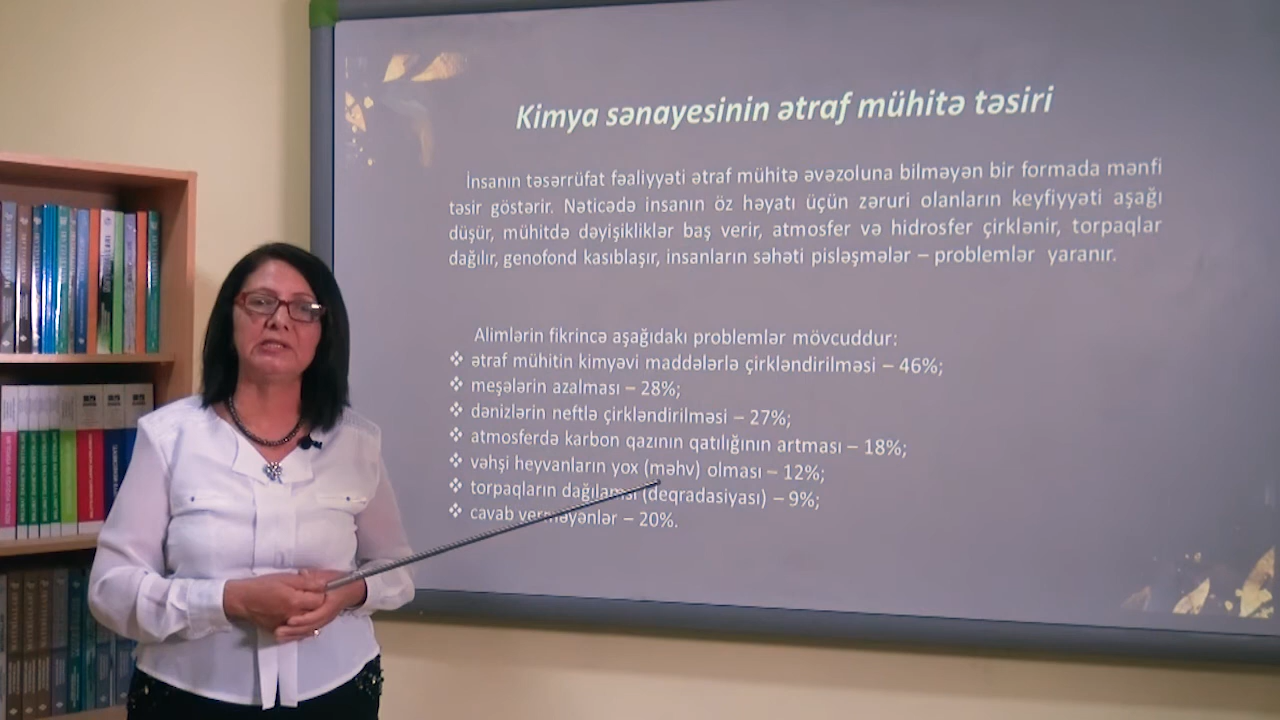 Kimya sənayesinin ətraf mühitə təsiri
İnsanın təsərrüfat fəaliyyəti ətraf mühitə əvəzoluna bilməyən bir formada mənfi
təsir göstərir. Nəticədə insanın öz həyatı üçün zəruri olanların keyfiyyəti aşağı
düşür, mühitdə dəyişikliklər baş verir, atmosfer və hidrosfer çirklənir, torpaqlar
dağılır, genofond kasıblaşır, insanların səhəti pisləşmələr – problemlər yaranır.
Alimlərin fikrincə aşağıdakı problemlər mövcuddur:
❖ ətraf mühitin kimyəvi maddələrlə çirkləndirilməsi – 46%;
❖ meşələrin azalması – 28%;
❖ dənizlərin neftlə çirkləndirilməsi – 27%;
❖ atmosferdə karbon qazının qatılığının artması – 18%;
❖ vəhşi heyvanların yox (məhv) olması – 12%;
❖ torpaqların dağılaması (deqradasiyası) – 9%;
❖ cavab verməyənlər – 20%.